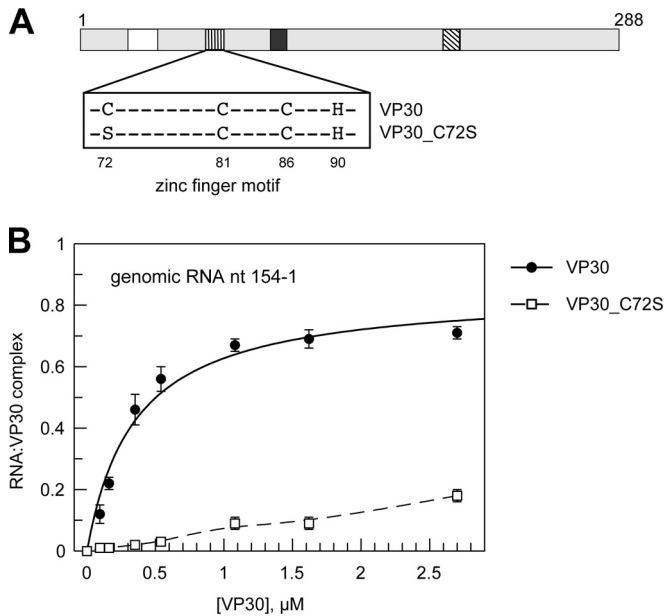 A
1 288
-C--------C----C---H- VP30
-S--------C----C---H- VP30_C72S
72 81 86 90
zinc finger motif
B
genomic RNA nt 154-1
VP30
VP30_C72S
RNA:VP30 complex
1
0.8
0.6
0.4
0.2
0
0 0.5 1 1.5 2 2.5
[VP30], µM